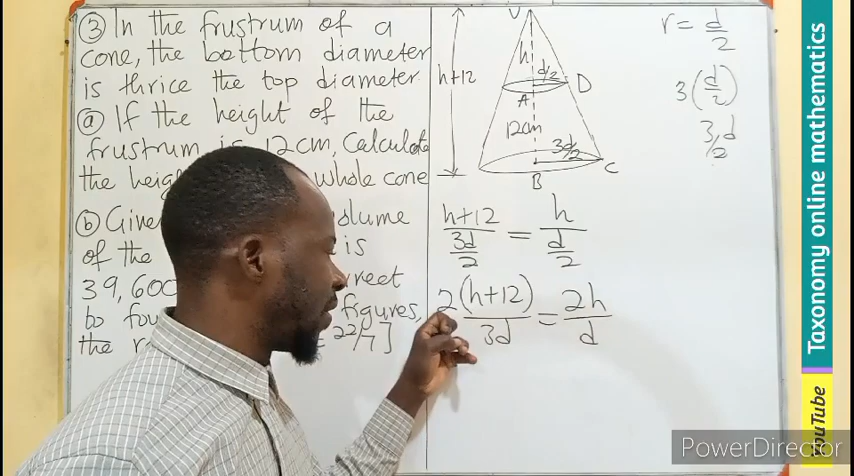 ③ In the frustrum of a
cone, the bottom diameter
is thrice the top diameter
ⓐ If the height of the
frustrum is 12cm, Calculate
the heig whole cone
ⓑ Give volume
of the is
39,600 rrect
to fou figures,
the ra 22/7]
V
h
d/2
D
h+12
A
12cm
3d/2
C
B
h+12 / 3d/2 = h / d/2
2(h+12) / 3d = 2h / d
r = d/2
3(d/2)
3/2 d
Taxonomy online mathematics
YouTube
PowerDirector